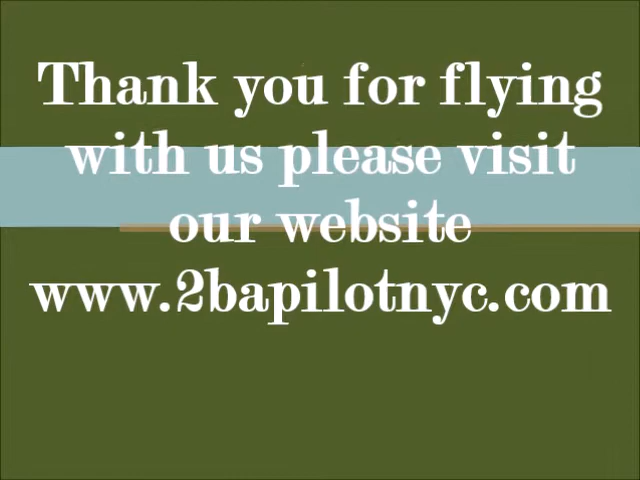 Thank you for flying
with us please visit
our website
www.2bapilotnyc.com